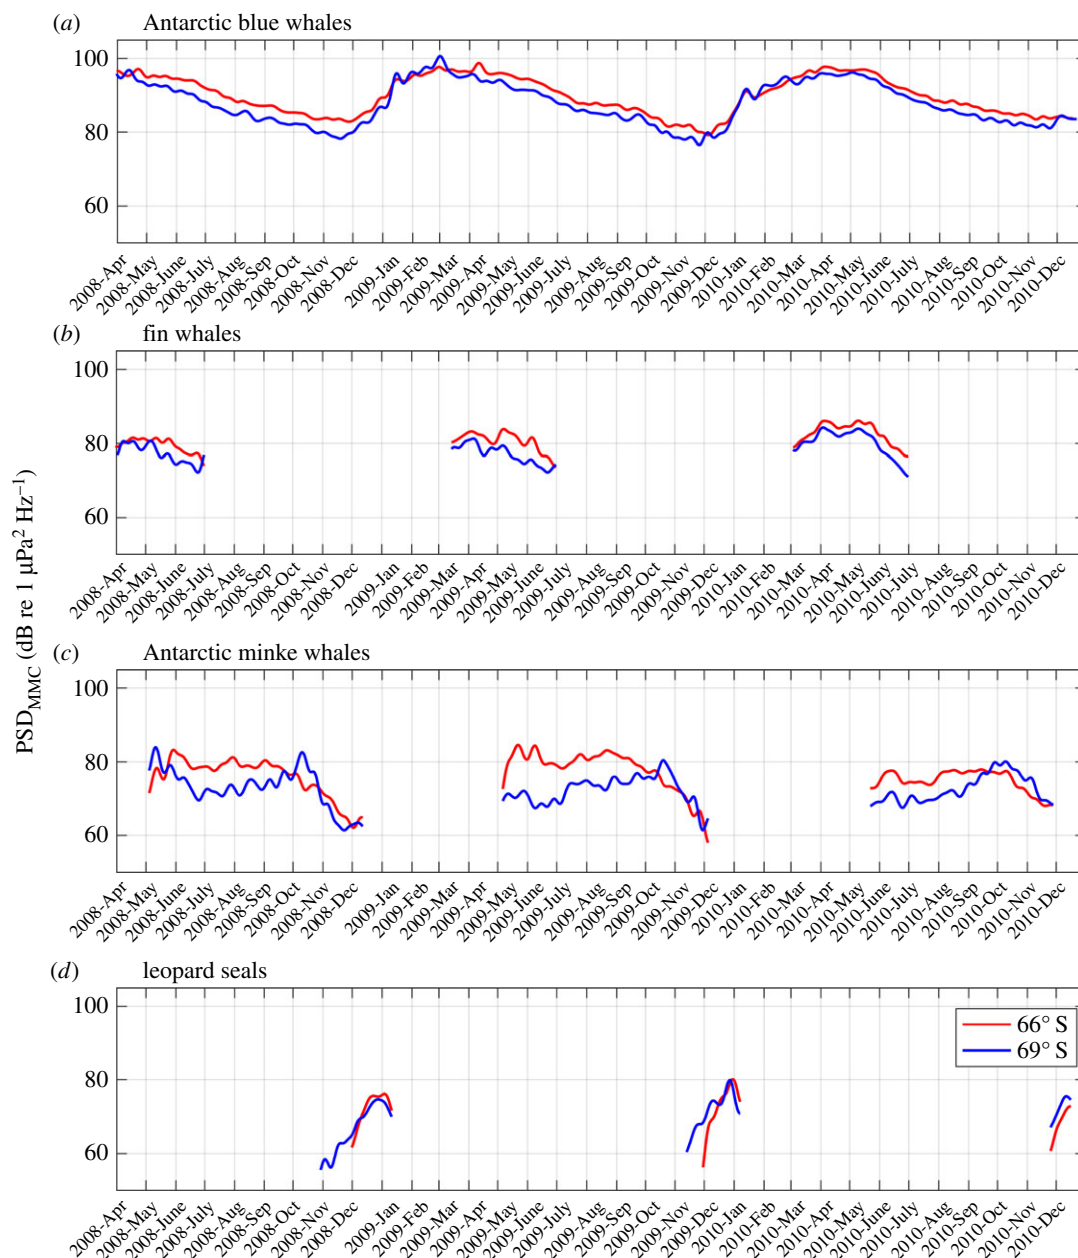 (a) Antarctic blue whales
100
80
60
2008-Apr 2008-May 2008-June 2008-July 2008-Aug 2008-Sep 2008-Oct 2008-Nov 2008-Dec 2009-Jan 2009-Feb 2009-Mar 2009-Apr 2009-May 2009-June 2009-July 2009-Aug 2009-Sep 2009-Oct 2009-Nov 2009-Dec 2010-Jan 2010-Feb 2010-Mar 2010-Apr 2010-May 2010-June 2010-July 2010-Aug 2010-Sep 2010-Oct 2010-Nov 2010-Dec
(b) fin whales
100
80
60
2008-Apr 2008-May 2008-June 2008-July 2008-Aug 2008-Sep 2008-Oct 2008-Nov 2008-Dec 2009-Jan 2009-Feb 2009-Mar 2009-Apr 2009-May 2009-June 2009-July 2009-Aug 2009-Sep 2009-Oct 2009-Nov 2009-Dec 2010-Jan 2010-Feb 2010-Mar 2010-Apr 2010-May 2010-June 2010-July 2010-Aug 2010-Sep 2010-Oct 2010-Nov 2010-Dec
PSD_MMC (dB re 1 µPa² Hz⁻¹)
(c) Antarctic minke whales
100
80
60
2008-Apr 2008-May 2008-June 2008-July 2008-Aug 2008-Sep 2008-Oct 2008-Nov 2008-Dec 2009-Jan 2009-Feb 2009-Mar 2009-Apr 2009-May 2009-June 2009-July 2009-Aug 2009-Sep 2009-Oct 2009-Nov 2009-Dec 2010-Jan 2010-Feb 2010-Mar 2010-Apr 2010-May 2010-June 2010-July 2010-Aug 2010-Sep 2010-Oct 2010-Nov 2010-Dec
(d) leopard seals
100
80
60
66° S
69° S
2008-Apr 2008-May 2008-June 2008-July 2008-Aug 2008-Sep 2008-Oct 2008-Nov 2008-Dec 2009-Jan 2009-Feb 2009-Mar 2009-Apr 2009-May 2009-June 2009-July 2009-Aug 2009-Sep 2009-Oct 2009-Nov 2009-Dec 2010-Jan 2010-Feb 2010-Mar 2010-Apr 2010-May 2010-June 2010-July 2010-Aug 2010-Sep 2010-Oct 2010-Nov 2010-Dec